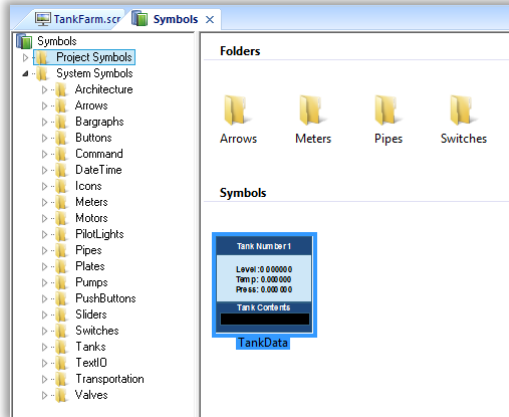 TankFarm.scr
Symbols
Symbols
Project Symbols
System Symbols
Architecture
Arrows
Bargraphs
Buttons
Command
DateTime
Icons
Meters
Motors
PilotLights
Pipes
Plates
Pumps
PushButtons
Sliders
Switches
Tanks
TextIO
Transportation
Valves
Folders
Arrows Meters Pipes Switches
Symbols
Tank Number 1
Level: 0.000000
Temp: 0.000000
Press: 0.000000
Tank Contents
TankData